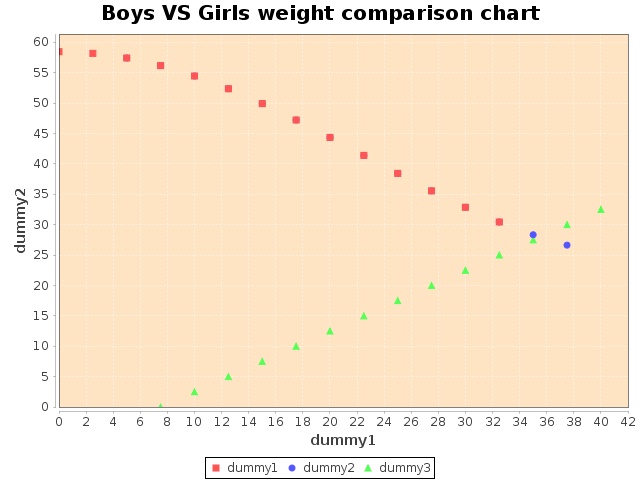 Boys VS Girls weight comparison chart
60
55
50
45
40
35
30
25
20
15
10
5
0
dummy2
0 2 4 6 8 10 12 14 16 18 20 22 24 26 28 30 32 34 36 38 40 42
dummy1
dummy1 dummy2 dummy3